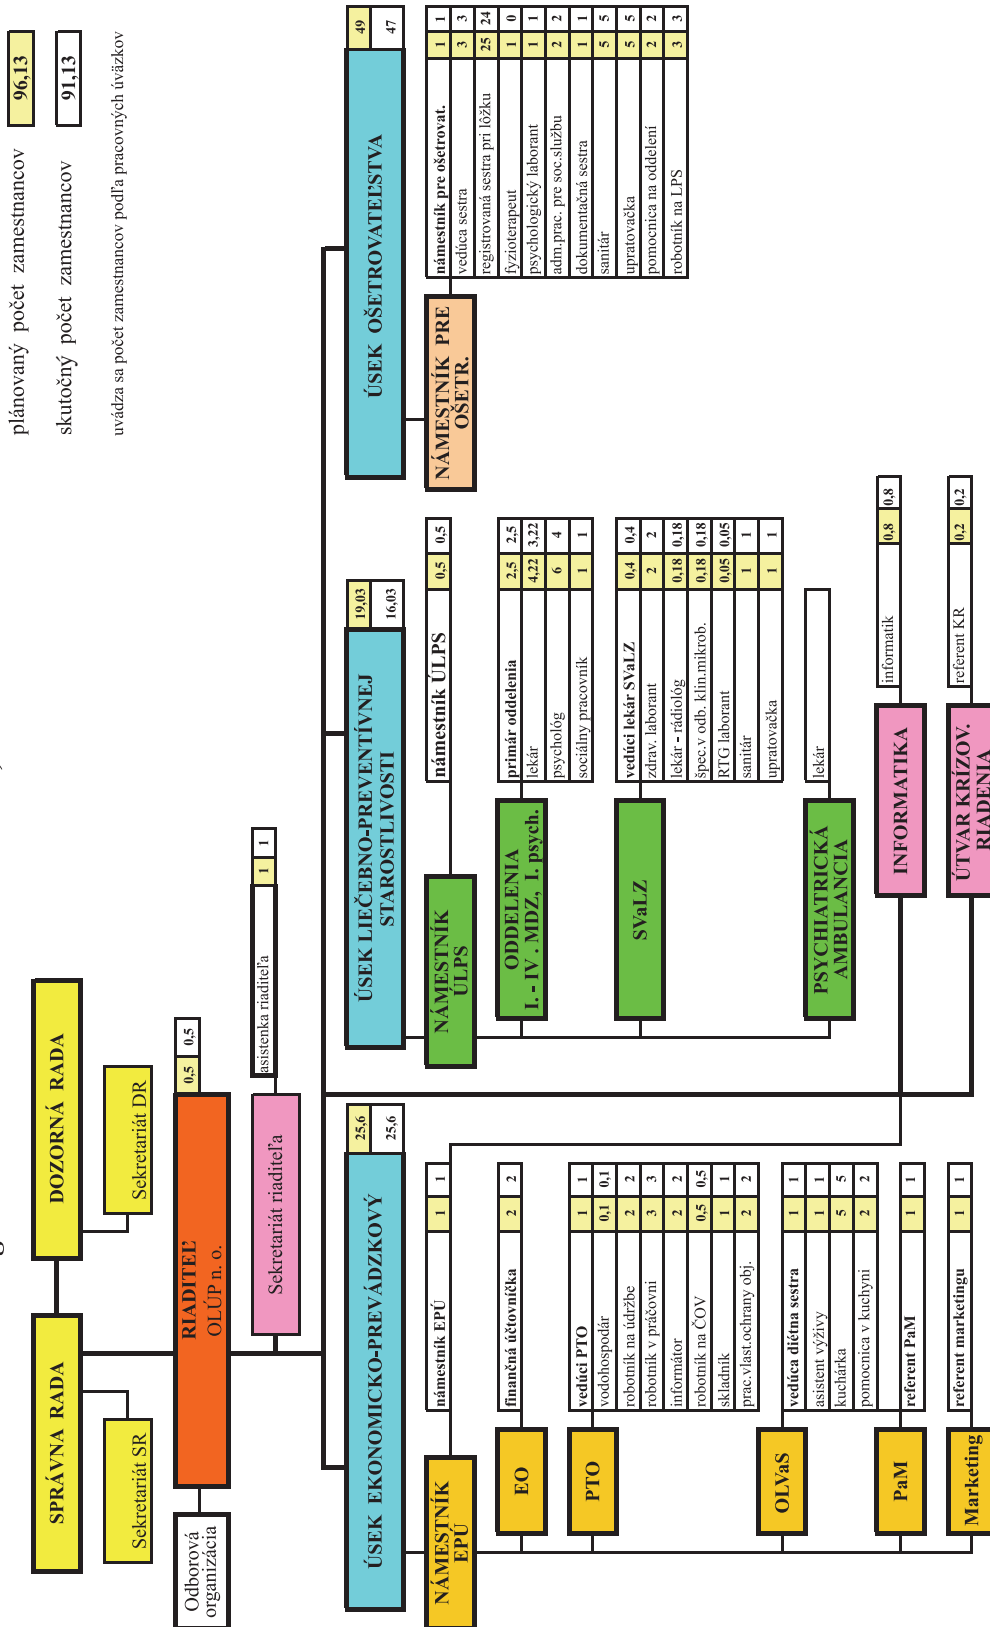 plánovaný počet zamestnancov 96,13
skutočný počet zamestnancov 91,13
uvádza sa počet zamestnancov podľa pracovných úväzkov
SPRÁVNA RADA
DOZORNÁ RADA
Sekretariát SR
Sekretariát DR
Odborová
organizácia
RIADITEĽ
OLÚP n. o.
0,5 0,5
Sekretariát riaditeľa
asistenka riaditeľa 1 1
ÚSEK EKONOMICKO-PREVÁDZKOVÝ
25,6
25,6
NÁMESTNÍK
EPÚ
námestník EPÚ 1 1
EO
finančná účtovníčka 2 2
PTO
vedúci PTO 1 1
vodohospodár 0,1 0,1
robotník na údržbe 2 2
robotník v práčovni 3 3
informátor 2 2
robotník na ČOV 0,5 0,5
skladník 1 1
prac.vlast.ochrany obj. 2 2
OLVaS
vedúca diétna sestra 1 1
asistent výživy 1 1
kuchárka 5 5
pomocnica v kuchyni 2 2
PaM
referent PaM 1 1
Marketing
referent marketingu 1 1
ÚSEK LIEČEBNO-PREVENTÍVNEJ
STAROSTLIVOSTI
19,03
16,03
NÁMESTNÍK
ÚLPS
námestník ÚLPS 0,5 0,5
ODDELENIA
I. - IV . MDZ, I. psych.
primár oddelenia 2,5 2,5
lekár 4,22 3,22
psychológ 6 4
sociálny pracovník 1 1
SVaLZ
vedúci lekár SVaLZ 0,4 0,4
zdrav. laborant 2 2
lekár - rádiológ 0,18 0,18
špec.v odb. klin.mikrob. 0,18 0,18
RTG laborant 0,05 0,05
sanitár 1 1
upratovačka 1 1
PSYCHIATRICKÁ
AMBULANCIA
lekár
INFORMATIKA
informatik 0,8 0,8
ÚTVAR KRÍZOV.
RIADENIA
referent KR 0,2 0,2
ÚSEK OŠETROVATEĽSTVA
49
47
NÁMESTNÍK PRE
OŠETR.
námestník pre ošetrovat. 1 1
vedúca sestra 3 3
registrovaná sestra pri lôžku 25 24
fyzioterapeut 1 0
psychologický laborant 1 1
adm.prac. pre soc.službu 2 2
dokumentačná sestra 1 1
sanitár 5 5
upratovačka 5 5
pomocnica na oddelení 2 2
robotník na LPS 3 3